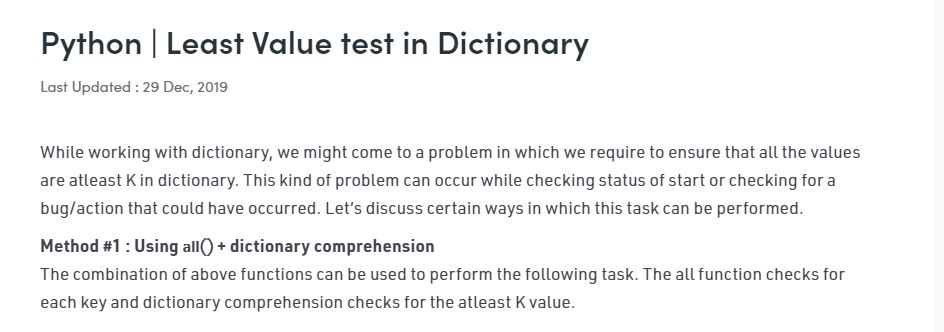 Python | Least Value test in Dictionary
Last Updated : 29 Dec, 2019
While working with dictionary, we might come to a problem in which we require to ensure that all the values
are atleast K in dictionary. This kind of problem can occur while checking status of start or checking for a
bug/action that could have occurred. Let’s discuss certain ways in which this task can be performed.
Method #1 : Using all() + dictionary comprehension
The combination of above functions can be used to perform the following task. The all function checks for
each key and dictionary comprehension checks for the atleast K value.